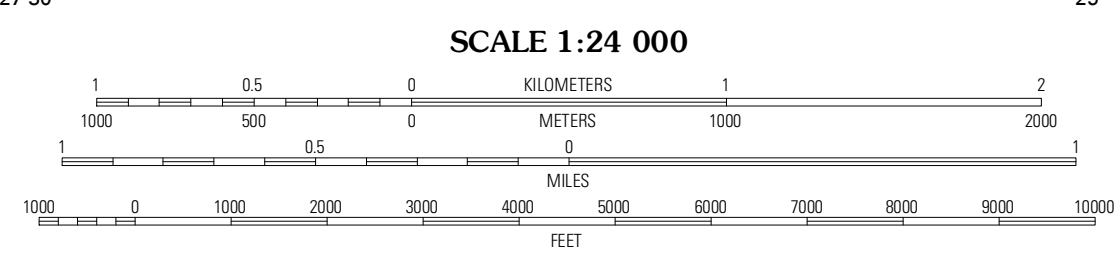 27'30"
25'
SCALE 1:24 000
1 0.5 0 KILOMETERS 1 2
1000 500 0 METERS 1000 2000
1 0.5 0 1
MILES
1000 0 1000 2000 3000 4000 5000 6000 7000 8000 9000 10000
FEET